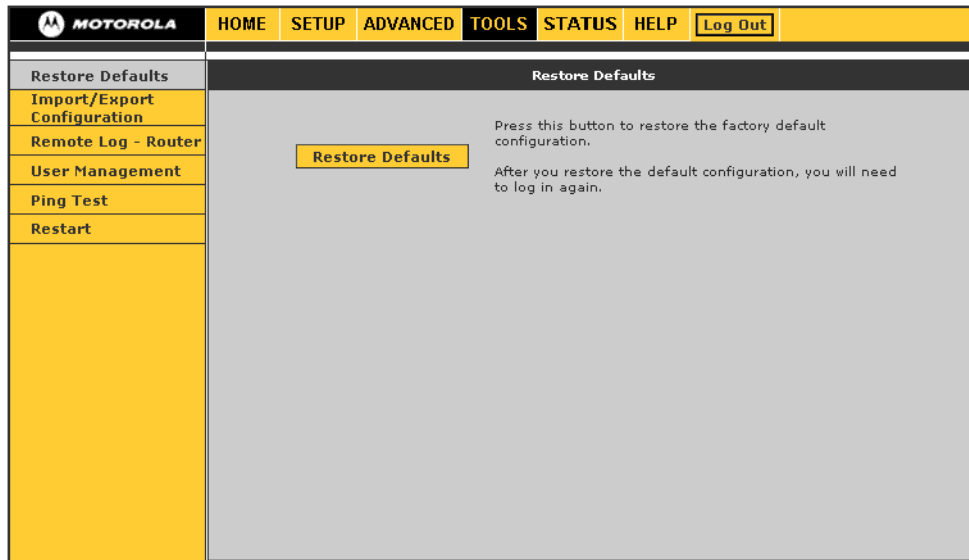 MOTOROLA
HOME SETUP ADVANCED TOOLS STATUS HELP Log Out
Restore Defaults
Import/Export
Configuration
Remote Log - Router
User Management
Ping Test
Restart
Restore Defaults
Restore Defaults
Press this button to restore the factory default
configuration.
After you restore the default configuration, you will need
to log in again.